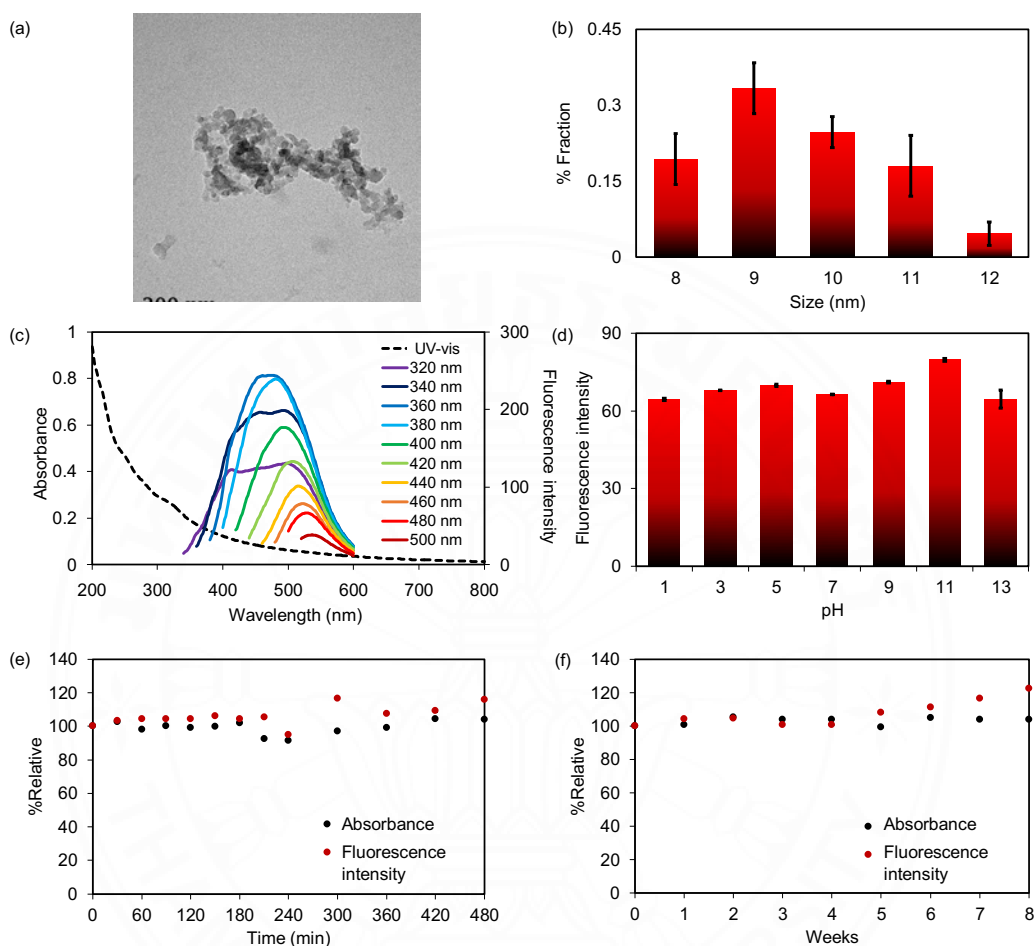 (a)
(b)
0.45
0.3
0.15
0
% Fraction
8 9 10 11 12
Size (nm)
(c)
1
0.8
0.6
0.4
0.2
0
Absorbance
300
200
100
0
Fluorescence intensity
UV-vis
320 nm
340 nm
360 nm
380 nm
400 nm
420 nm
440 nm
460 nm
480 nm
500 nm
200 300 400 500 600 700 800
Wavelength (nm)
(d)
90
60
30
0
Fluorescence intensity
1 3 5 7 9 11 13
pH
(e)
140
120
100
80
60
40
20
0
%Relative
Absorbance
Fluorescence
intensity
0 60 120 180 240 300 360 420 480
Time (min)
(f)
140
120
100
80
60
40
20
0
%Relative
Absorbance
Fluorescence
intensity
0 1 2 3 4 5 6 7 8
Weeks